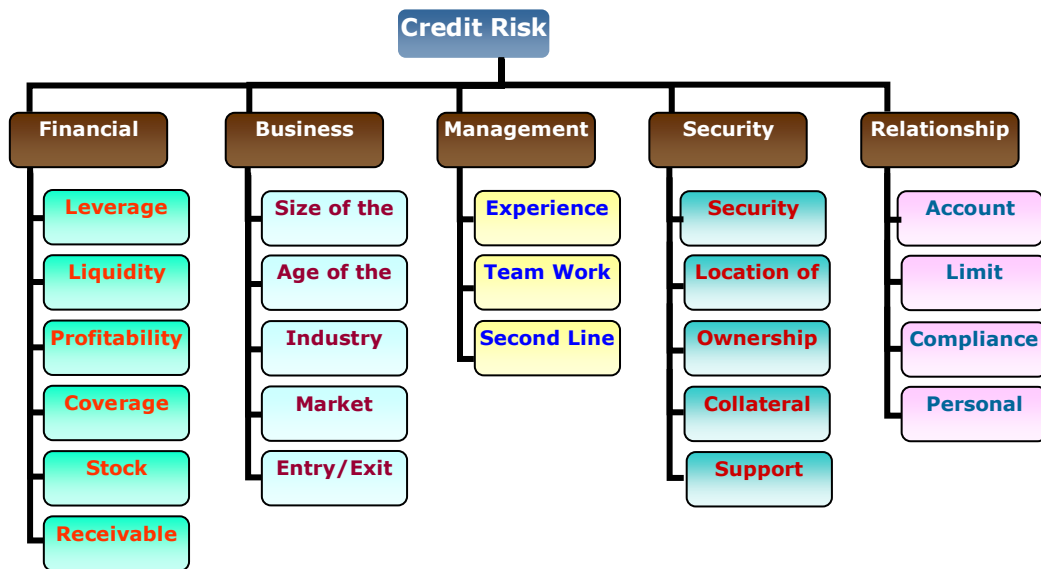 Credit Risk
Financial
Business
Management
Security
Relationship
Leverage
Liquidity
Profitability
Coverage
Stock
Receivable
Size of the
Age of the
Industry
Market
Entry/Exit
Experience
Team Work
Second Line
Security
Location of
Ownership
Collateral
Support
Account
Limit
Compliance
Personal